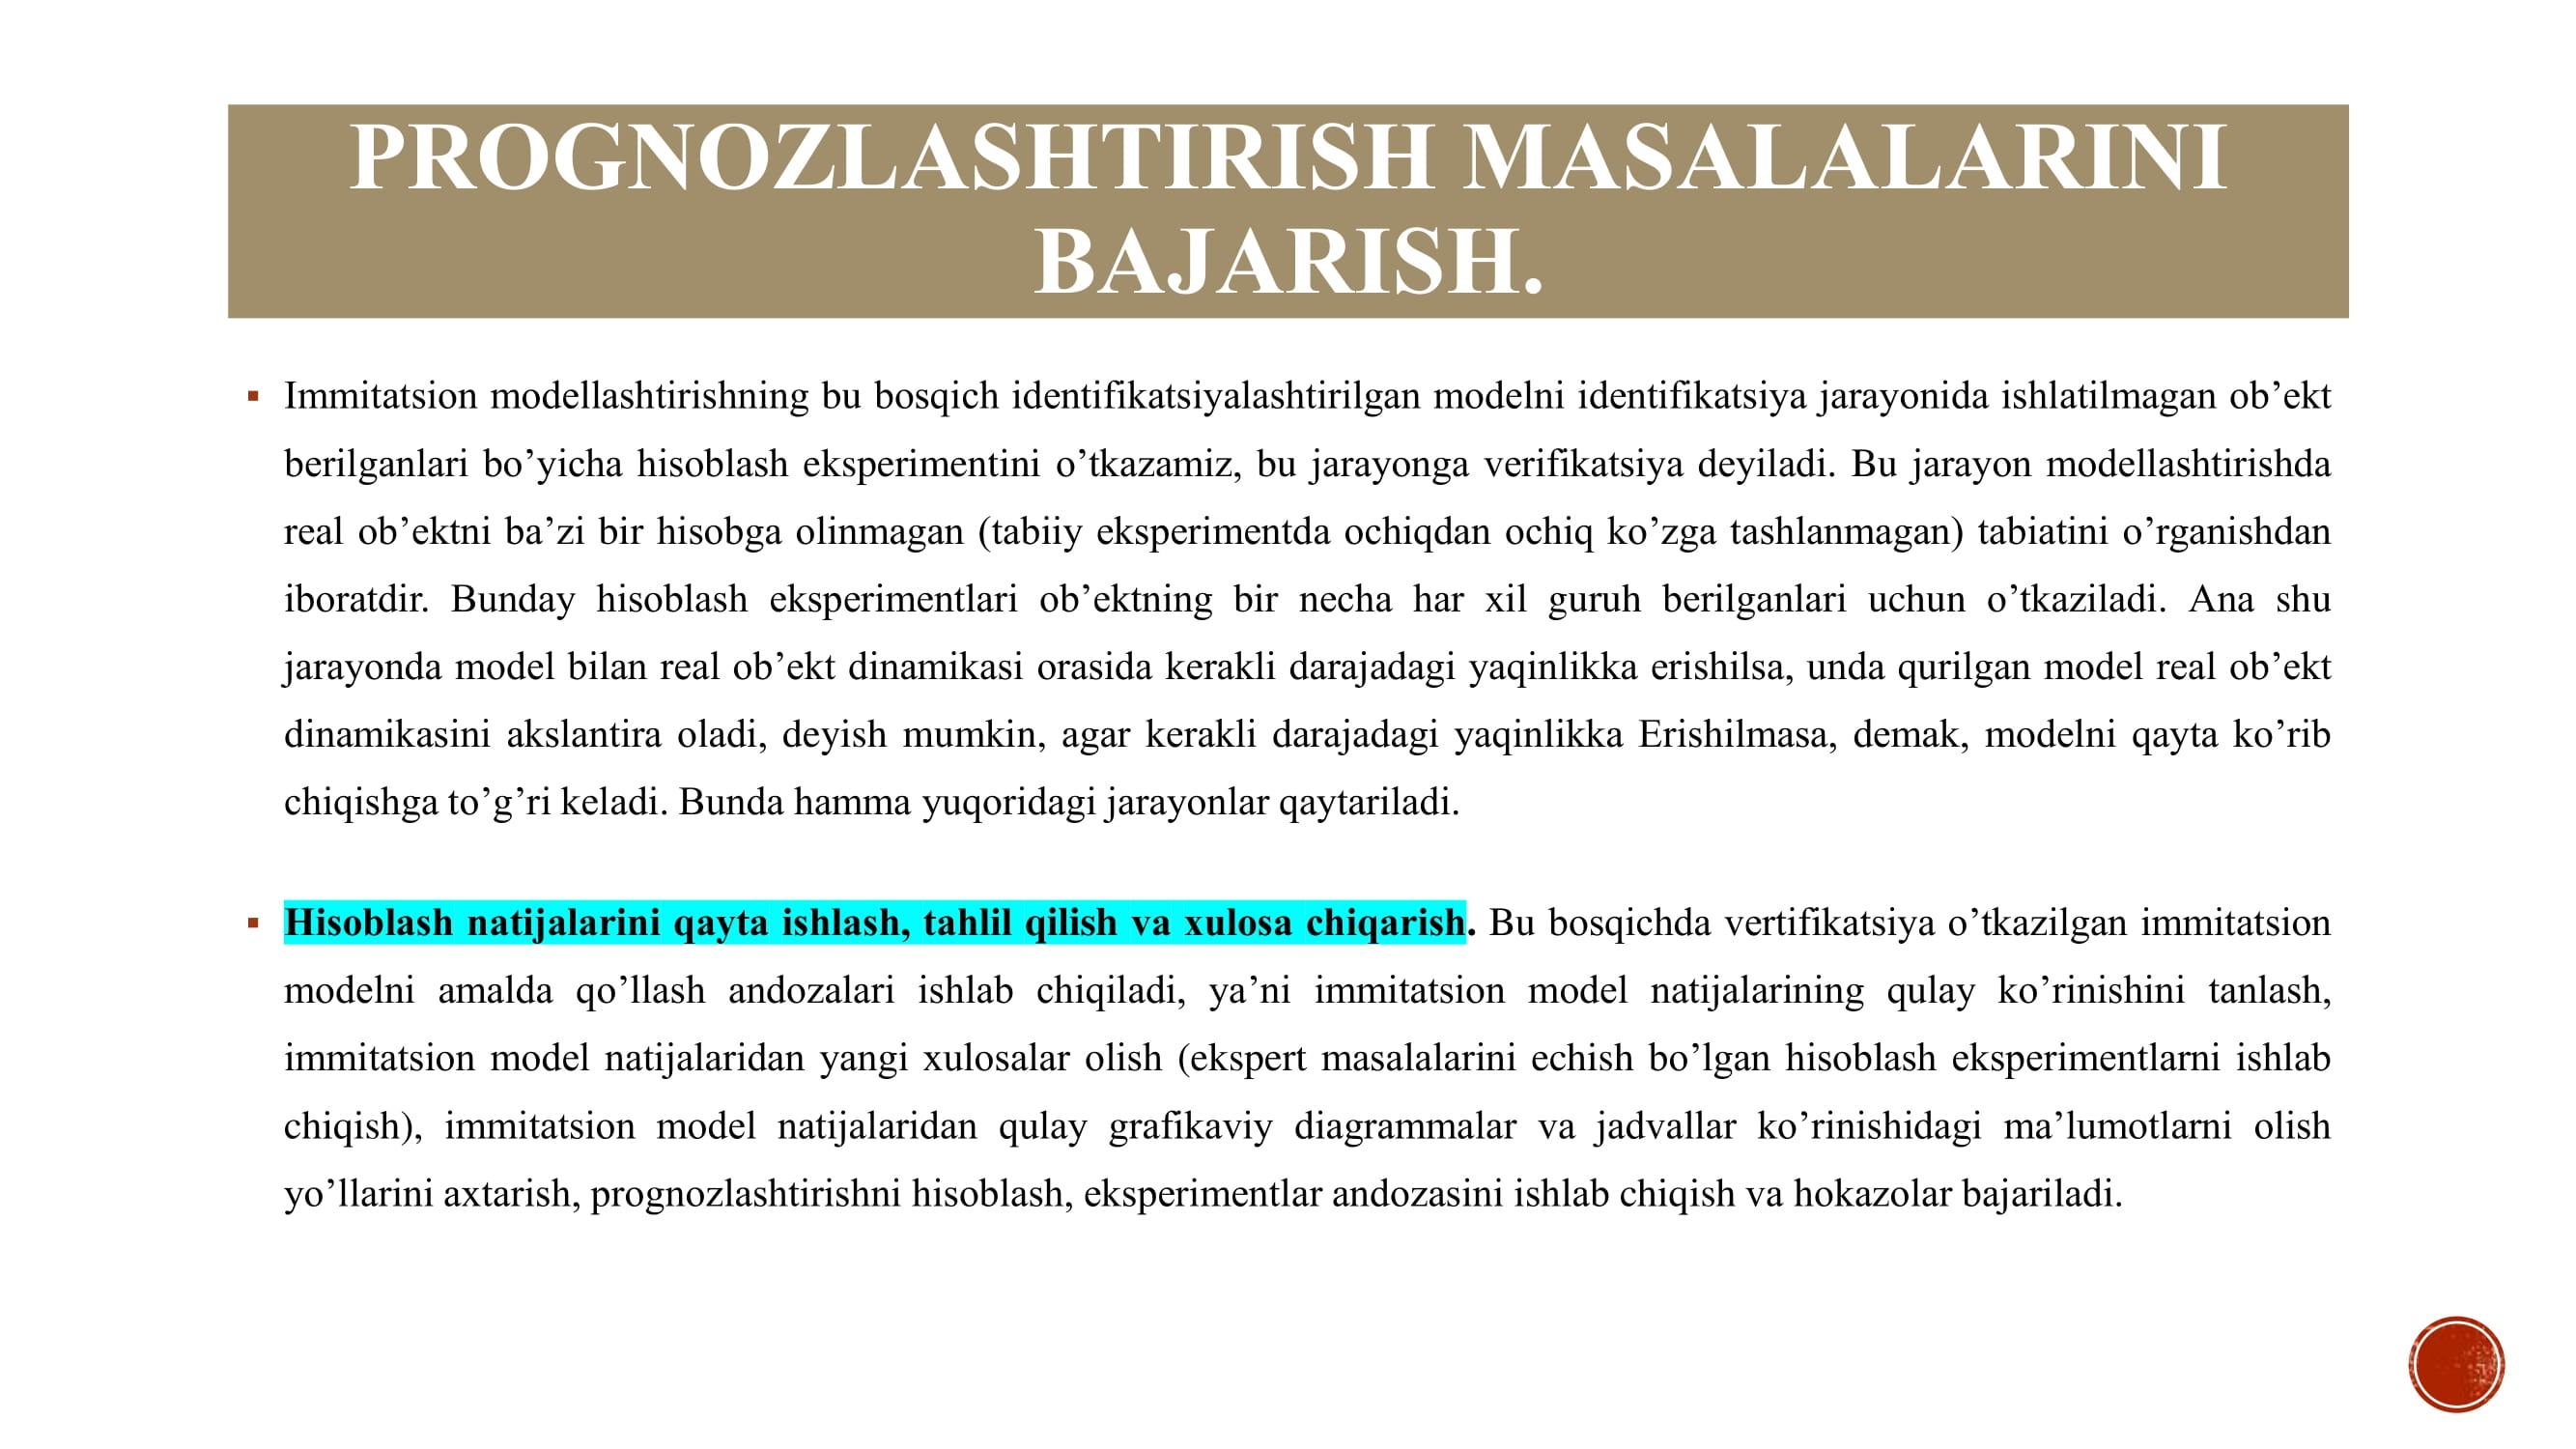 PROGNOZLASHTIRISH MASALALARINI
BAJARISH.
▪ Immitatsion modellashtirishning bu bosqich identifikatsiyalashtirilgan modelni identifikatsiya jarayonida ishlatilmagan ob’ekt
berilganlari bo’yicha hisoblash eksperimentini o’tkazamiz, bu jarayonga verifikatsiya deyiladi. Bu jarayon modellashtirishda
real ob’ektni ba’zi bir hisobga olinmagan (tabiiy eksperimentda ochiqdan ochiq ko’zga tashlanmagan) tabiatini o’rganishdan
iboratdir. Bunday hisoblash eksperimentlari ob’ektning bir necha har xil guruh berilganlari uchun o’tkaziladi. Ana shu
jarayonda model bilan real ob’ekt dinamikasi orasida kerakli darajadagi yaqinlikka erishilsa, unda qurilgan model real ob’ekt
dinamikasini akslantira oladi, deyish mumkin, agar kerakli darajadagi yaqinlikka Erishilmasa, demak, modelni qayta ko’rib
chiqishga to’g’ri keladi. Bunda hamma yuqoridagi jarayonlar qaytariladi.
▪ Hisoblash natijalarini qayta ishlash, tahlil qilish va xulosa chiqarish. Bu bosqichda vertifikatsiya o’tkazilgan immitatsion
modelni amalda qo’llash andozalari ishlab chiqiladi, ya’ni immitatsion model natijalarining qulay ko’rinishini tanlash,
immitatsion model natijalaridan yangi xulosalar olish (ekspert masalalarini echish bo’lgan hisoblash eksperimentlarni ishlab
chiqish), immitatsion model natijalaridan qulay grafikaviy diagrammalar va jadvallar ko’rinishidagi ma’lumotlarni olish
yo’llarini axtarish, prognozlashtirishni hisoblash, eksperimentlar andozasini ishlab chiqish va hokazolar bajariladi.